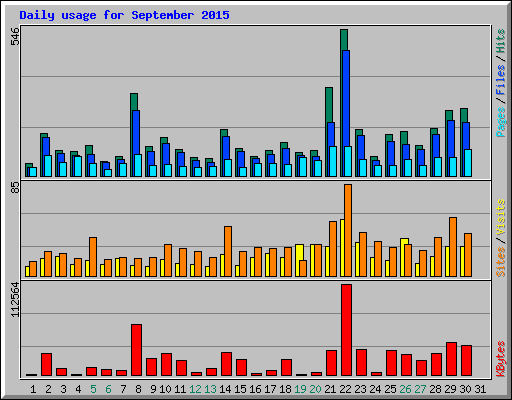 Daily usage for September 2015
546
Pages / Files / Hits
85
Sites / Visits
112564
KBytes
1 2 3 4 5 6 7 8 9 10 11 12 13 14 15 16 17 18 19 20 21 22 23 24 25 26 27 28 29 30 31